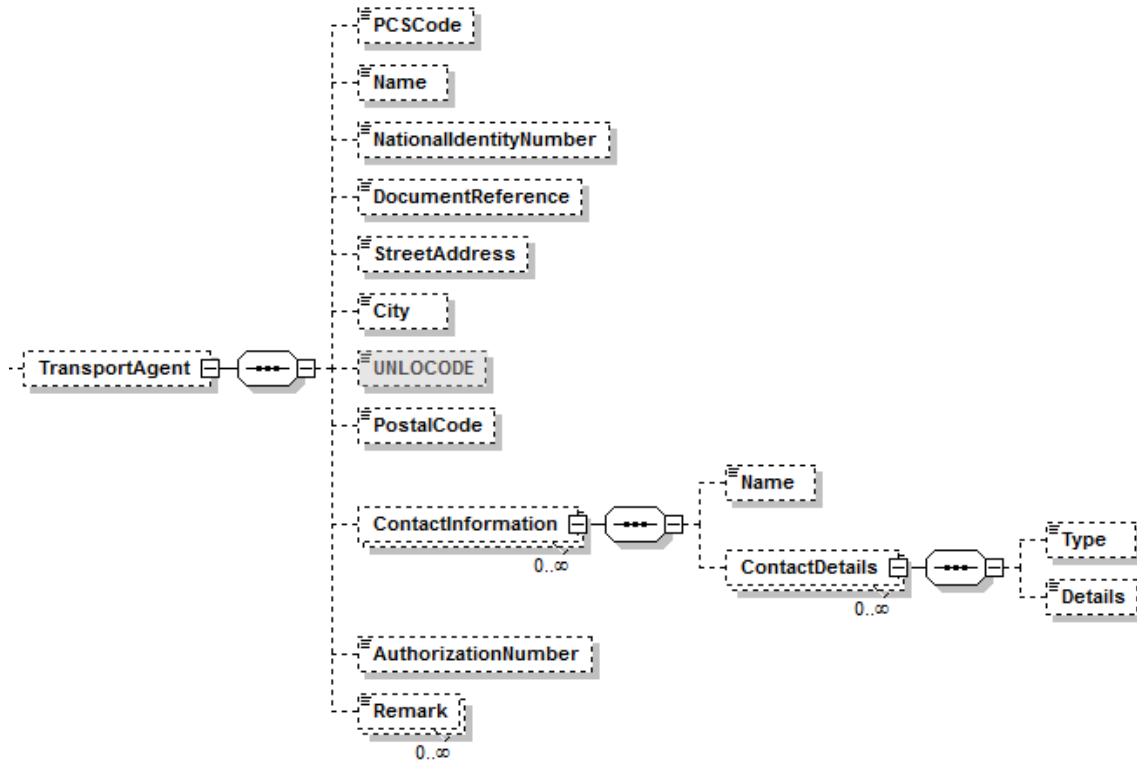 PCSCode
Name
NationalIdentityNumber
DocumentReference
StreetAddress
City
TransportAgent
UNLOCODE
PostalCode
Name
ContactInformation
0..∞
ContactDetails
0..∞
Type
Details
AuthorizationNumber
Remark
0..∞